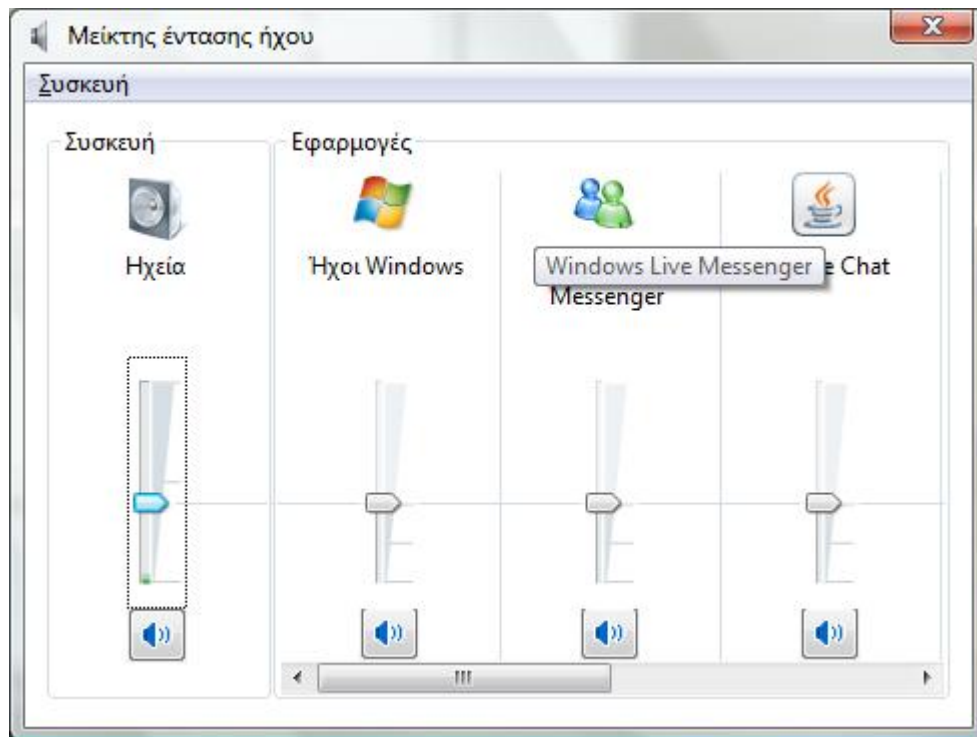 Μείκτης έντασης ήχου
Συσκευή
Συσκευή
Εφαρμογές
Ηχεία
Ήχοι Windows
Windows Live Messenger
Chat
Messenger